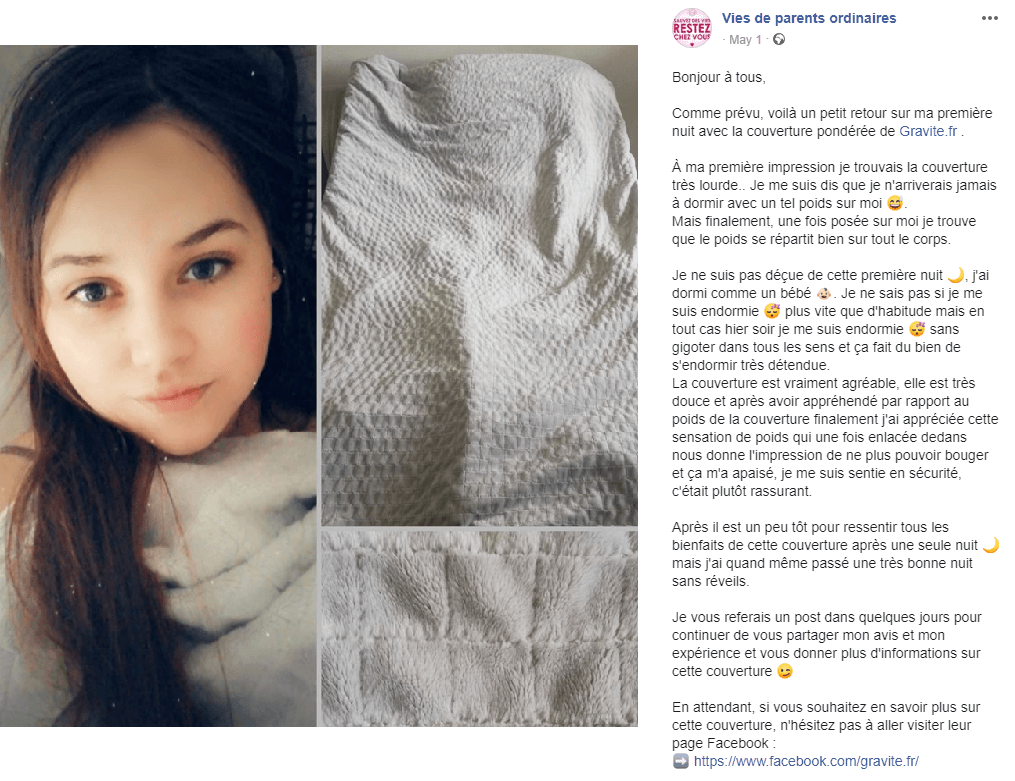 SAUVEZ DES VIES
RESTEZ
CHEZ VOUS
Vies de parents ordinaires
· May 1 ·
Bonjour à tous,
Comme prévu, voilà un petit retour sur ma première
nuit avec la couverture pondérée de Gravite.fr .
À ma première impression je trouvais la couverture
très lourde.. Je me suis dis que je n'arriverais jamais
à dormir avec un tel poids sur moi 😅.
Mais finalement, une fois posée sur moi je trouve
que le poids se répartit bien sur tout le corps.
Je ne suis pas déçue de cette première nuit 🌙, j'ai
dormi comme un bébé 👶🏻. Je ne sais pas si je me
suis endormie 😴 plus vite que d'habitude mais en
tout cas hier soir je me suis endormie 😴 sans
gigoter dans tous les sens et ça fait du bien de
s'endormir très détendue.
La couverture est vraiment agréable, elle est très
douce et après avoir appréhendé par rapport au
poids de la couverture finalement j'ai appréciée cette
sensation de poids qui une fois enlacée dedans
nous donne l'impression de ne plus pouvoir bouger
et ça m'a apaisé, je me suis sentie en sécurité,
c'était plutôt rassurant.
Après il est un peu tôt pour ressentir tous les
bienfaits de cette couverture après une seule nuit 🌙
mais j'ai quand même passé une très bonne nuit
sans réveils.
Je vous referais un post dans quelques jours pour
continuer de vous partager mon avis et mon
expérience et vous donner plus d'informations sur
cette couverture 😉
En attendant, si vous souhaitez en savoir plus sur
cette couverture, n'hésitez pas à aller visiter leur
page Facebook :
➡️ https://www.facebook.com/gravite.fr/